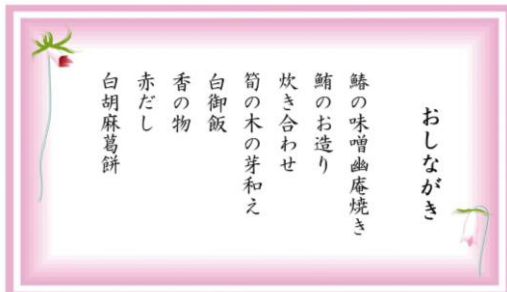 おしながき
鰆の味噌幽庵焼き
鮪のお造り
炊き合わせ
筍の木の芽和え
白御飯
香の物
赤だし
白胡麻葛餅